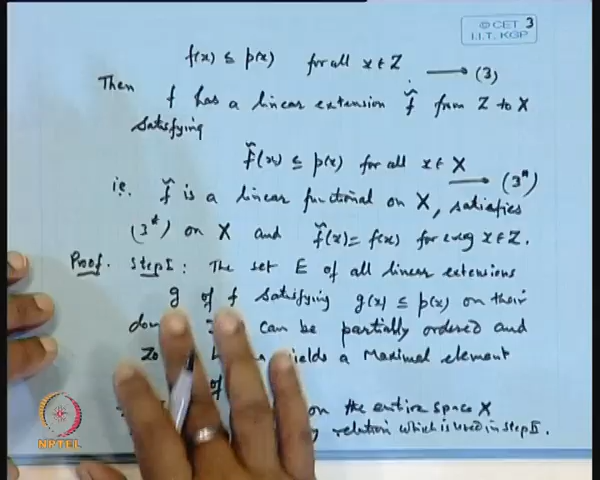 © CET 3
I.I.T. KGP
f(x) ≤ p(x) for all x ∈ Z ⟶ (3)
Then f has a linear extension f̃ from Z to X
satisfying
f̃(x) ≤ p(x) for all x ∈ X ⟶ (3*)
i.e. f̃ is a linear functional on X, satisfies
(3*) on X and f̃(x) = f(x) for every x ∈ Z.
Proof. Step I: The set E of all linear extensions
g of f satisfying g(x) ≤ p(x) on their
can be partially ordered and
yields a Maximal element
of
on the entire space X
relation which is used in step II.
NPTEL